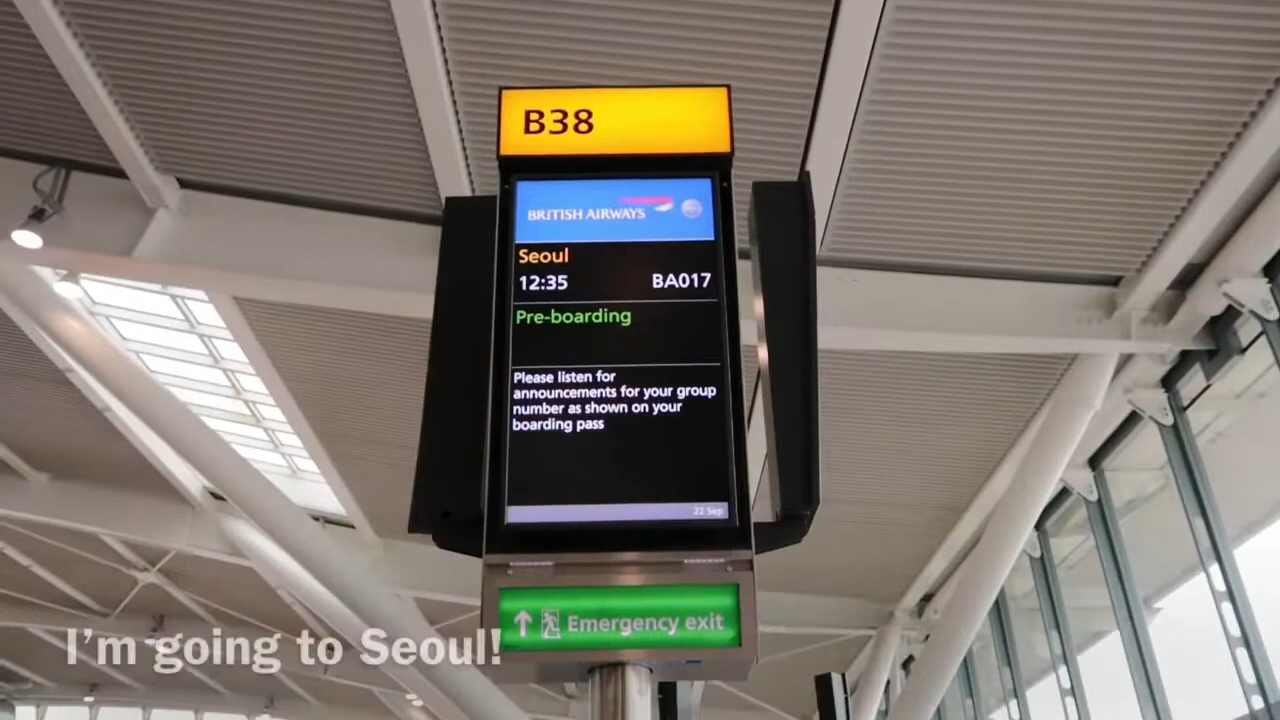 B38
BRITISH AIRWAYS
Seoul
12:35 BA017
Pre-boarding
Please listen for
announcements for your group
number as shown on your
boarding pass
22 Sep
Emergency exit
I'm going to Seoul!